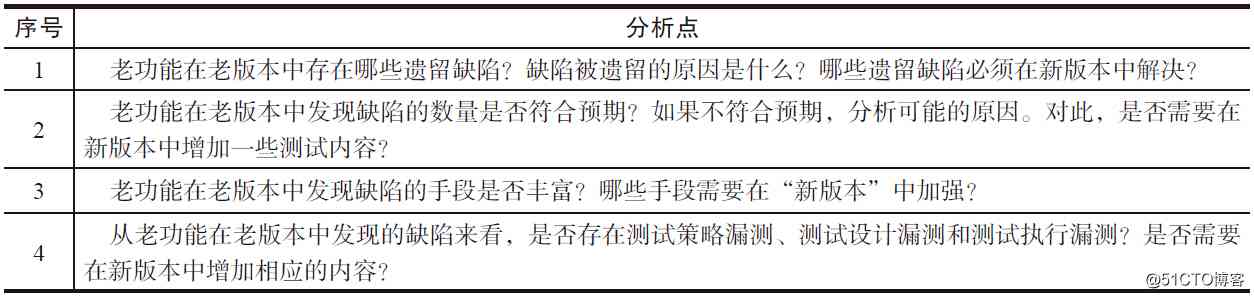 序号 分析点
1 老功能在老版本中存在哪些遗留缺陷？缺陷被遗留的原因是什么？哪些遗留缺陷必须在新版本中解决？
2 老功能在老版本中发现缺陷的数量是否符合预期？如果不符合预期，分析可能的原因。对此，是否需要在
新版本中增加一些测试内容？
3 老功能在老版本中发现缺陷的手段是否丰富？哪些手段需要在“新版本”中加强？
4 从老功能在老版本中发现的缺陷来看，是否存在测试策略漏测、测试设计漏测和测试执行漏测？是否需要
在新版本中增加相应的内容？
@51CTO博客